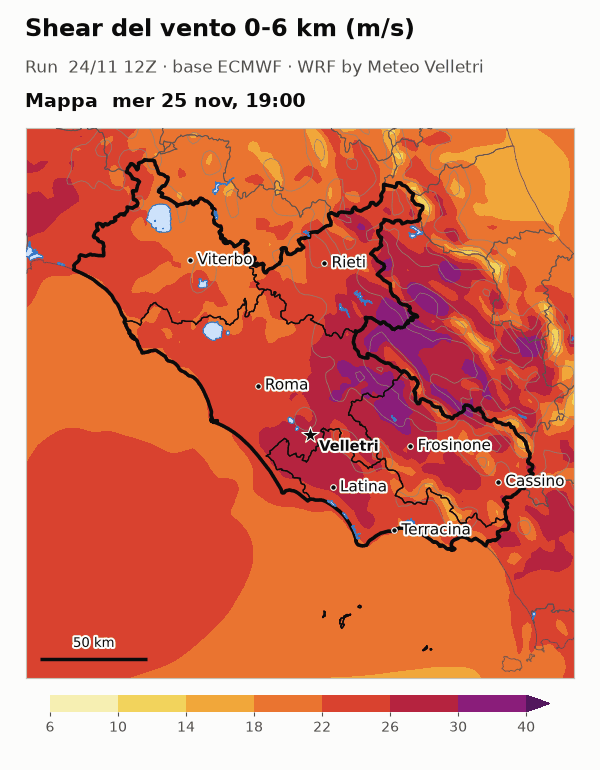 Shear del vento 0-6 km (m/s)
Run  24/11 12Z · base ECMWF · WRF by Meteo Velletri
Mappa  mer 25 nov, 19:00
Viterbo
Rieti
Roma
Velletri
Frosinone
Cassino
Latina
Terracina
50 km
6 10 14 18 22 26 30 40